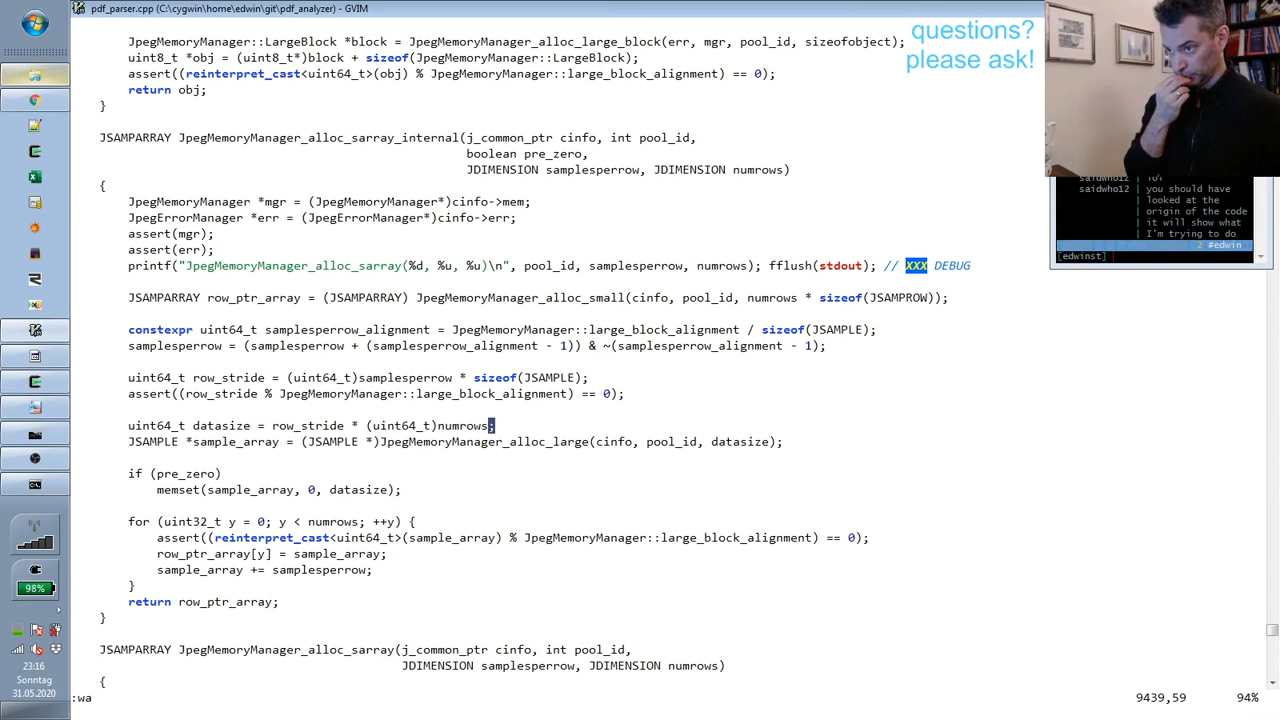 pdf_parser.cpp (C:\cygwin\home\edwin\git\pdf_analyzer) - GVIM
questions?
please ask!
JpegMemoryManager::LargeBlock *block = JpegMemoryManager_alloc_large_block(err, mgr, pool_id, sizeofobject);
uint8_t *obj = (uint8_t*)block + sizeof(JpegMemoryManager::LargeBlock);
assert((reinterpret_cast<uint64_t>(obj) % JpegMemoryManager::large_block_alignment) == 0);
return obj;
}
JSAMPARRAY JpegMemoryManager_alloc_sarray_internal(j_common_ptr cinfo, int pool_id,
boolean pre_zero,
JDIMENSION samplesperrow, JDIMENSION numrows)
{
JpegMemoryManager *mgr = (JpegMemoryManager*)cinfo->mem;
JpegErrorManager *err = (JpegErrorManager*)cinfo->err;
assert(mgr);
assert(err);
printf("JpegMemoryManager_alloc_sarray(%d, %u, %u)\n", pool_id, samplesperrow, numrows); fflush(stdout); // XXX DEBUG
JSAMPARRAY row_ptr_array = (JSAMPARRAY) JpegMemoryManager_alloc_small(cinfo, pool_id, numrows * sizeof(JSAMPROW));
constexpr uint64_t samplesperrow_alignment = JpegMemoryManager::large_block_alignment / sizeof(JSAMPLE);
samplesperrow = (samplesperrow + (samplesperrow_alignment - 1)) & ~(samplesperrow_alignment - 1);
uint64_t row_stride = (uint64_t)samplesperrow * sizeof(JSAMPLE);
assert((row_stride % JpegMemoryManager::large_block_alignment) == 0);
uint64_t datasize = row_stride * (uint64_t)numrows;
JSAMPLE *sample_array = (JSAMPLE *)JpegMemoryManager_alloc_large(cinfo, pool_id, datasize);
if (pre_zero)
memset(sample_array, 0, datasize);
for (uint32_t y = 0; y < numrows; ++y) {
assert((reinterpret_cast<uint64_t>(sample_array) % JpegMemoryManager::large_block_alignment) == 0);
row_ptr_array[y] = sample_array;
sample_array += samplesperrow;
}
return row_ptr_array;
}
JSAMPARRAY JpegMemoryManager_alloc_sarray(j_common_ptr cinfo, int pool_id,
JDIMENSION samplesperrow, JDIMENSION numrows)
{
:wa
9439,59
94%
saidwho12 |
saidwho12 | you should have
| looked at the
| origin of the code
| it will show what
| I'm trying to do
2 #edwin
[edwinst]
98%
23:16
Sonntag
31.05.2020